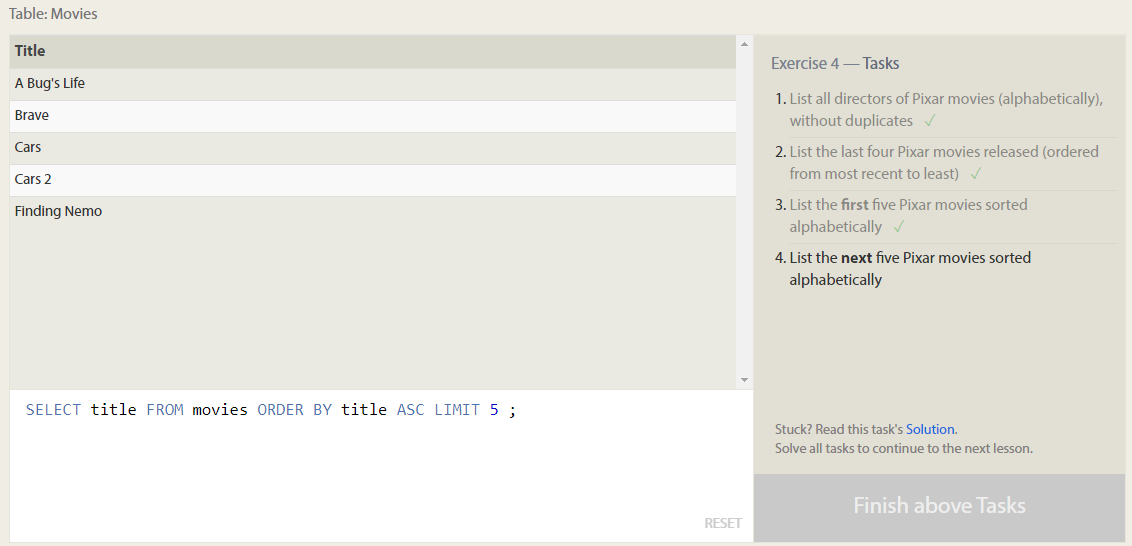 Table: Movies
Title
A Bug's Life
Brave
Cars
Cars 2
Finding Nemo
SELECT title FROM movies ORDER BY title ASC LIMIT 5 ;
RESET
Exercise 4 — Tasks
1. List all directors of Pixar movies (alphabetically),
without duplicates ✓
2. List the last four Pixar movies released (ordered
from most recent to least) ✓
3. List the first five Pixar movies sorted
alphabetically ✓
4. List the next five Pixar movies sorted
alphabetically
Stuck? Read this task's Solution.
Solve all tasks to continue to the next lesson.
Finish above Tasks